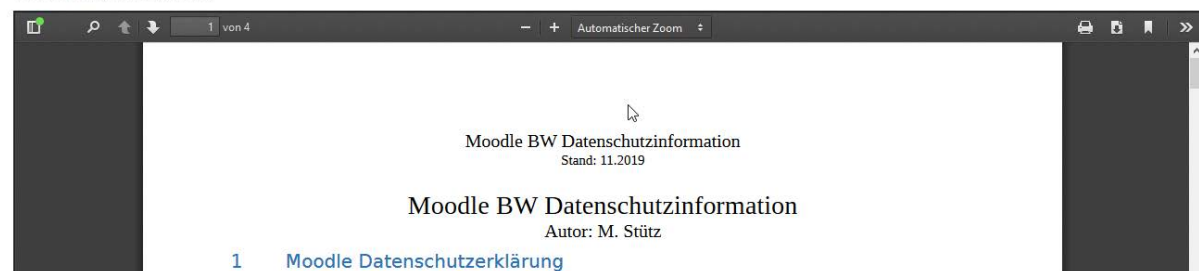 1 von 4 Automatischer Zoom
Moodle BW Datenschutzinformation
Stand: 11.2019
Moodle BW Datenschutzinformation
Autor: M. Stütz
1 Moodle Datenschutzerklärung